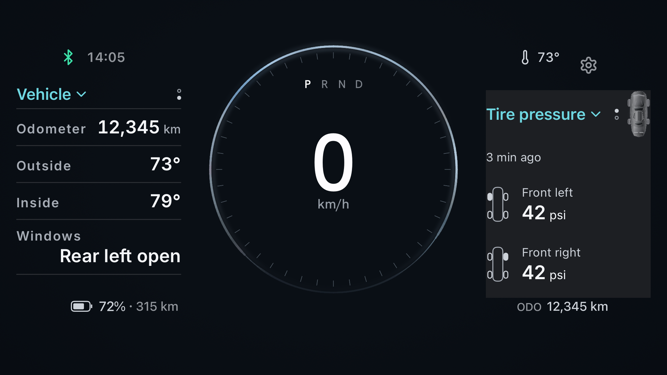 14:05
73°
Vehicle
Odometer 12,345 km
Outside 73°
Inside 79°
Windows
Rear left open
72% · 315 km
P R N D
0
km/h
Tire pressure
3 min ago
Front left
42 psi
Front right
42 psi
ODO 12,345 km